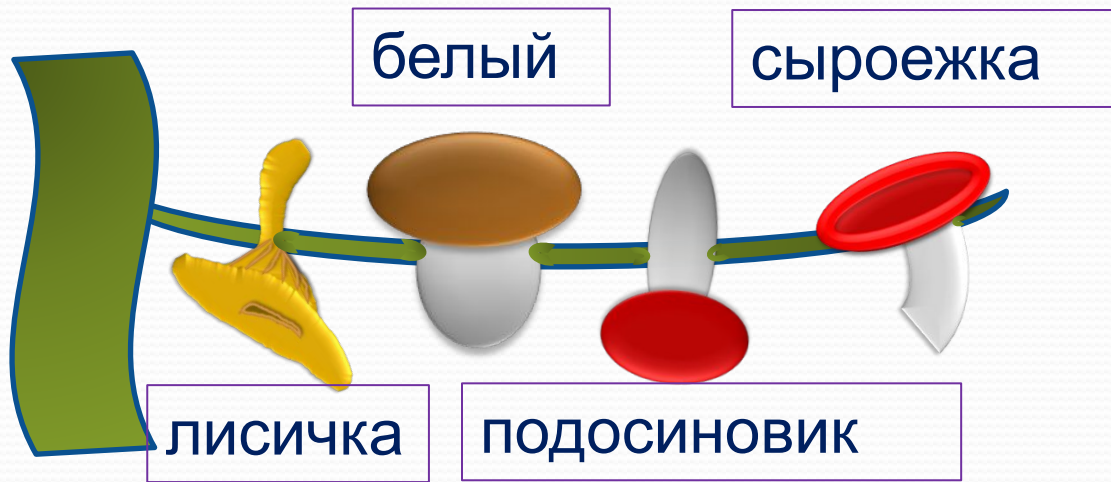 белый
сыроежка
лисичка
подосиновик